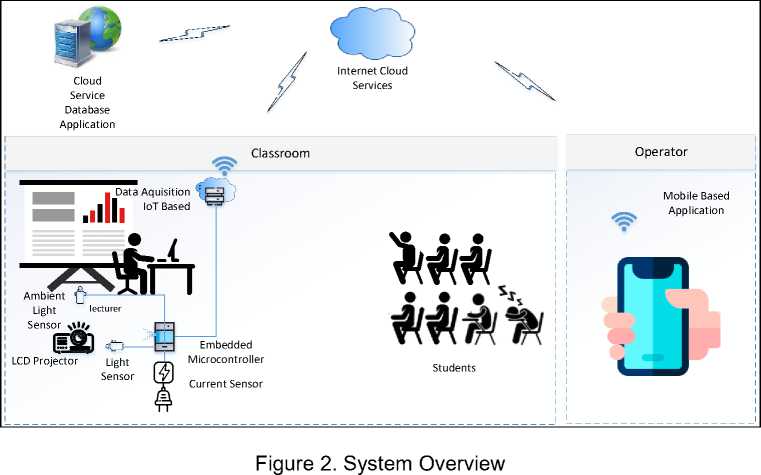 Cloud
Service
Database
Application
Internet Cloud
Services
Classroom
Operator
Data Aquisition
IoT Based
Mobile Based
Application
Ambient
Light
Sensor
lecturer
LCD Projector
Light
Sensor
Embedded
Microcontroller
Current Sensor
Students
Figure 2. System Overview